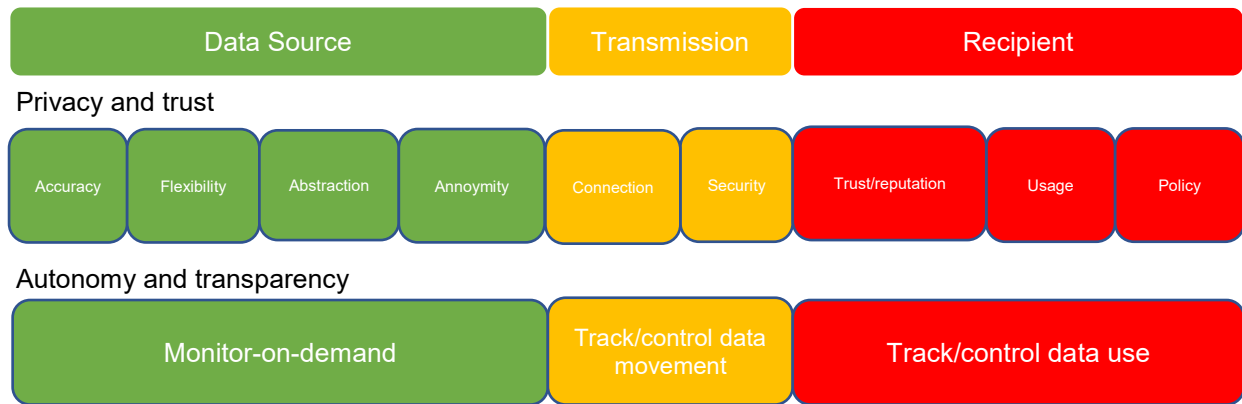 Data Source
Transmission
Recipient
Privacy and trust
Accuracy
Flexibility
Abstraction
Annoymity
Connection
Security
Trust/reputation
Usage
Policy
Autonomy and transparency
Monitor-on-demand
Track/control data
movement
Track/control data use